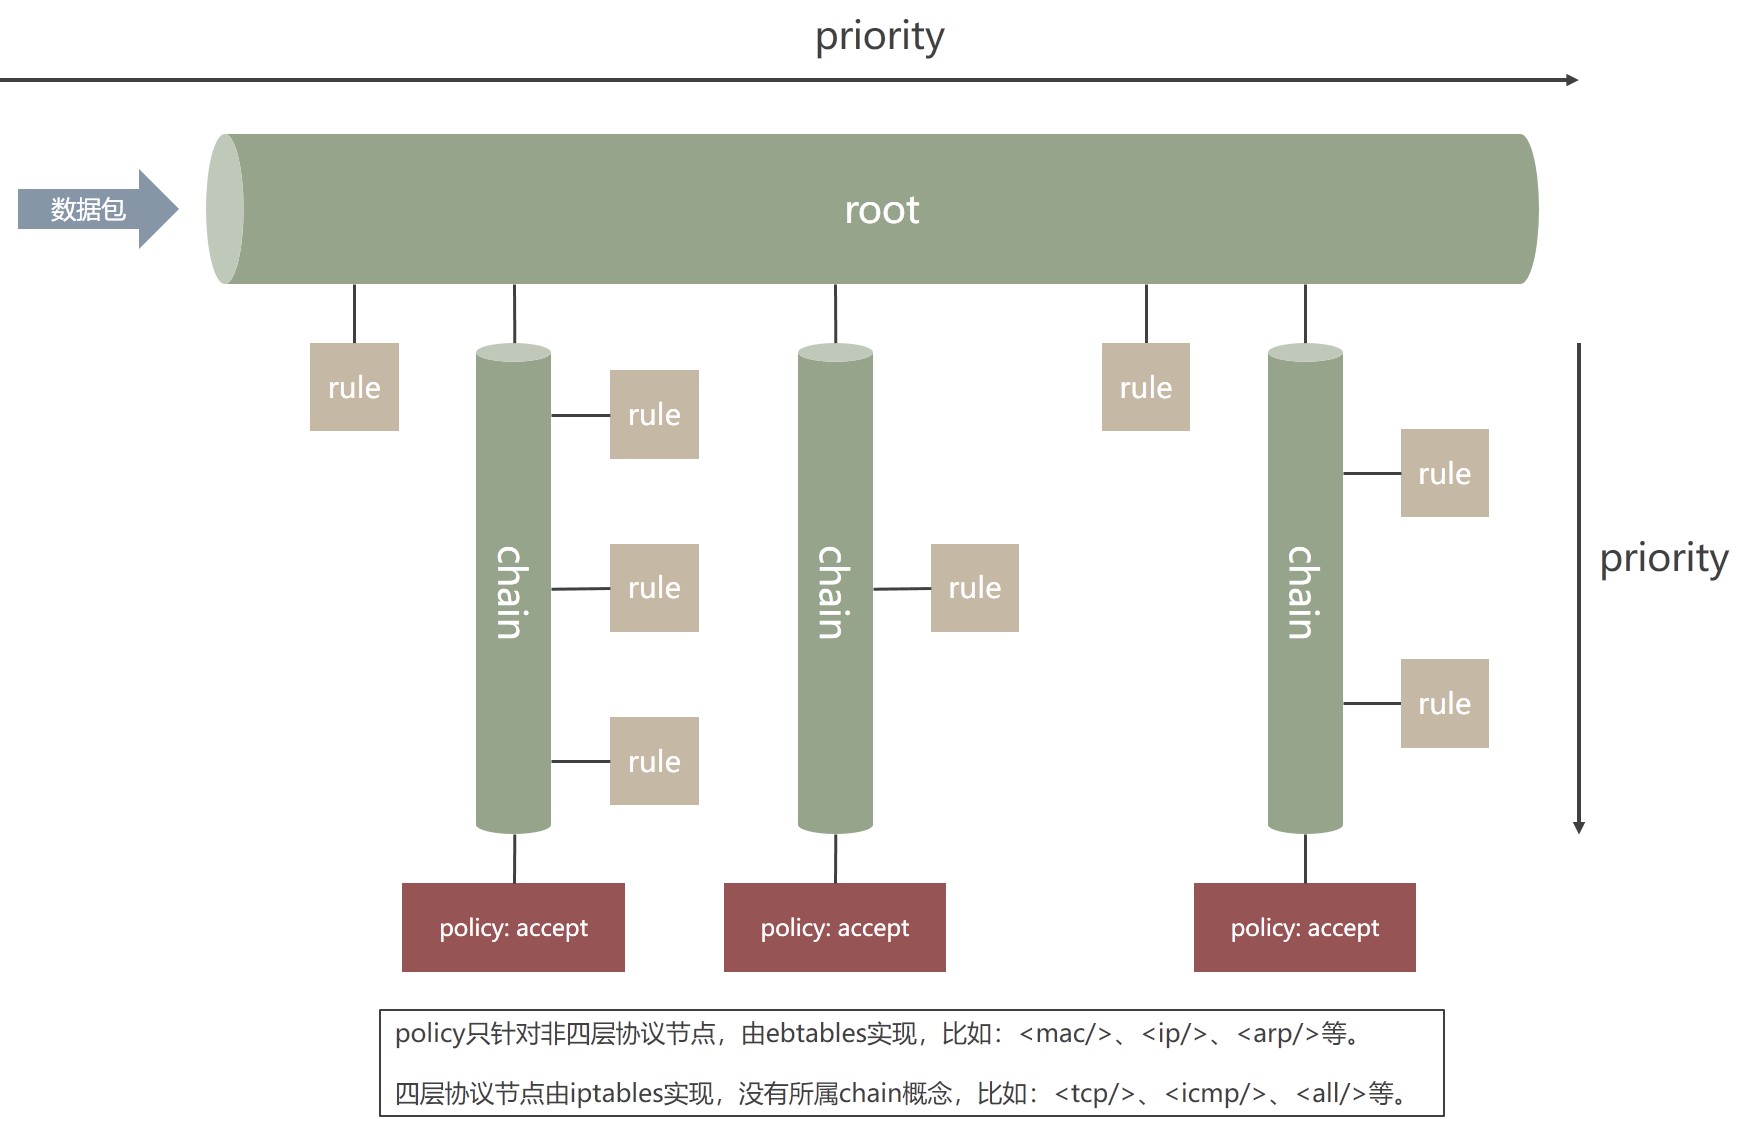 priority
数据包
root
rule
rule
rule
rule
rule
chain
chain
chain
priority
rule
rule
rule
policy: accept
policy: accept
policy: accept
policy只针对非四层协议节点，由ebtables实现，比如：<mac/>、<ip/>、<arp/>等。
四层协议节点由iptables实现，没有所属chain概念，比如：<tcp/>、<icmp/>、<all/>等。